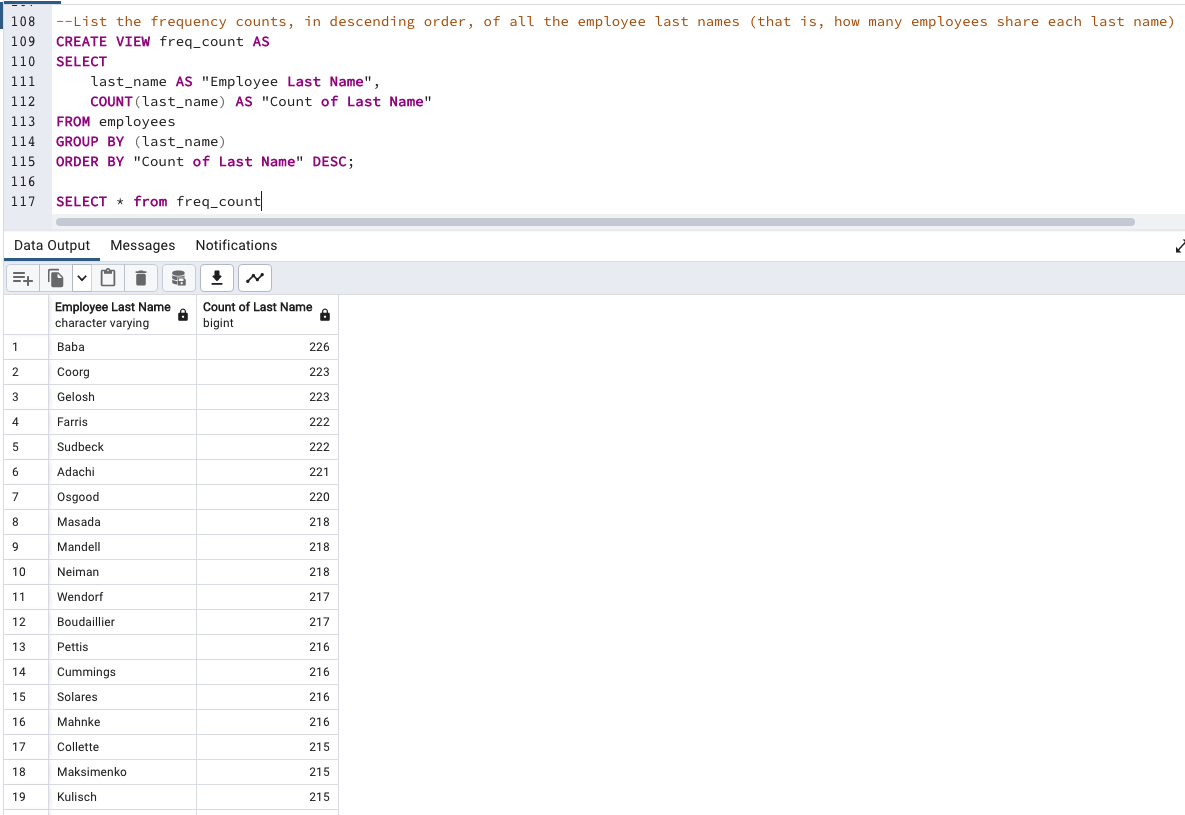 108 --List the frequency counts, in descending order, of all the employee last names (that is, how many employees share each last name)
109 CREATE VIEW freq_count AS
110 SELECT
111 last_name AS "Employee Last Name",
112 COUNT(last_name) AS "Count of Last Name"
113 FROM employees
114 GROUP BY (last_name)
115 ORDER BY "Count of Last Name" DESC;
116
117 SELECT * from freq_count
Data Output Messages Notifications
Employee Last Name Count of Last Name
character varying bigint
1 Baba 226
2 Coorg 223
3 Gelosh 223
4 Farris 222
5 Sudbeck 222
6 Adachi 221
7 Osgood 220
8 Masada 218
9 Mandell 218
10 Neiman 218
11 Wendorf 217
12 Boudaillier 217
13 Pettis 216
14 Cummings 216
15 Solares 216
16 Mahnke 216
17 Collette 215
18 Maksimenko 215
19 Kulisch 215